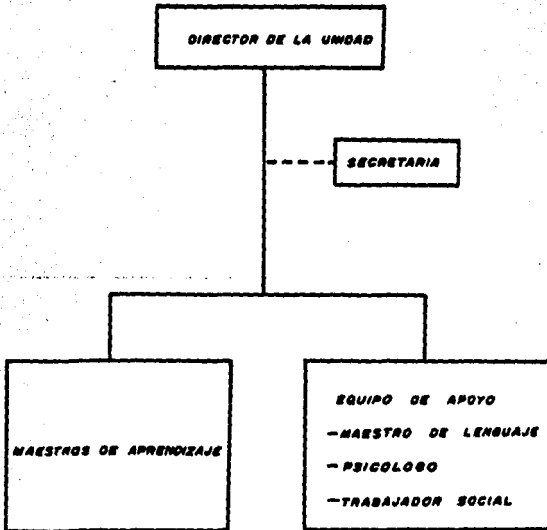 DIRECTOR DE LA UNIDAD
SECRETARIA
MAESTROS DE APRENDIZAJE
EQUIPO DE APOYO
-MAESTRO DE LENGUAJE
-PSICOLOGO
-TRABAJADOR SOCIAL